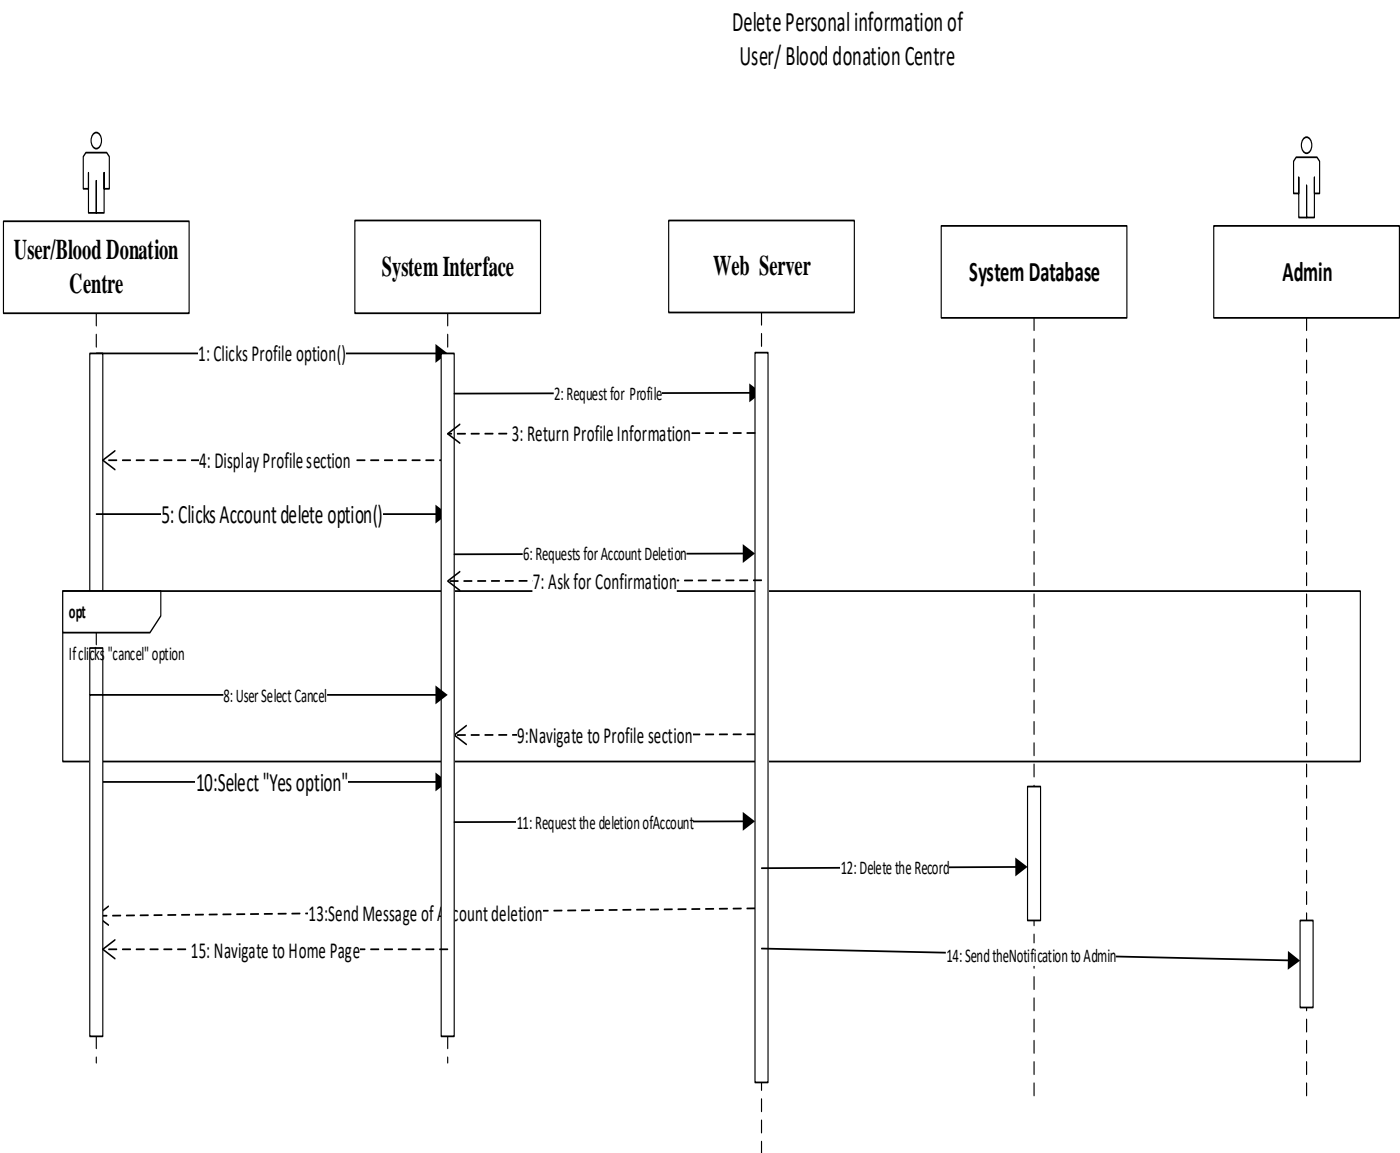 Delete Personal information of
User/ Blood donation Centre
User/Blood Donation
Centre
System Interface
Web Server
System Database
Admin
1: Clicks Profile option()
2: Request for Profile
3: Return Profile Information
4: Display Profile section
5: Clicks Account delete option()
6: Requests for Account Deletion
7: Ask for Confirmation
opt
If clicks "cancel" option
8: User Select Cancel
9:Navigate to Profile section
10:Select "Yes option"
11: Request the deletion ofAccount
12: Delete the Record
13:Send Message of Account deletion
15: Navigate to Home Page
14: Send theNotification to Admin